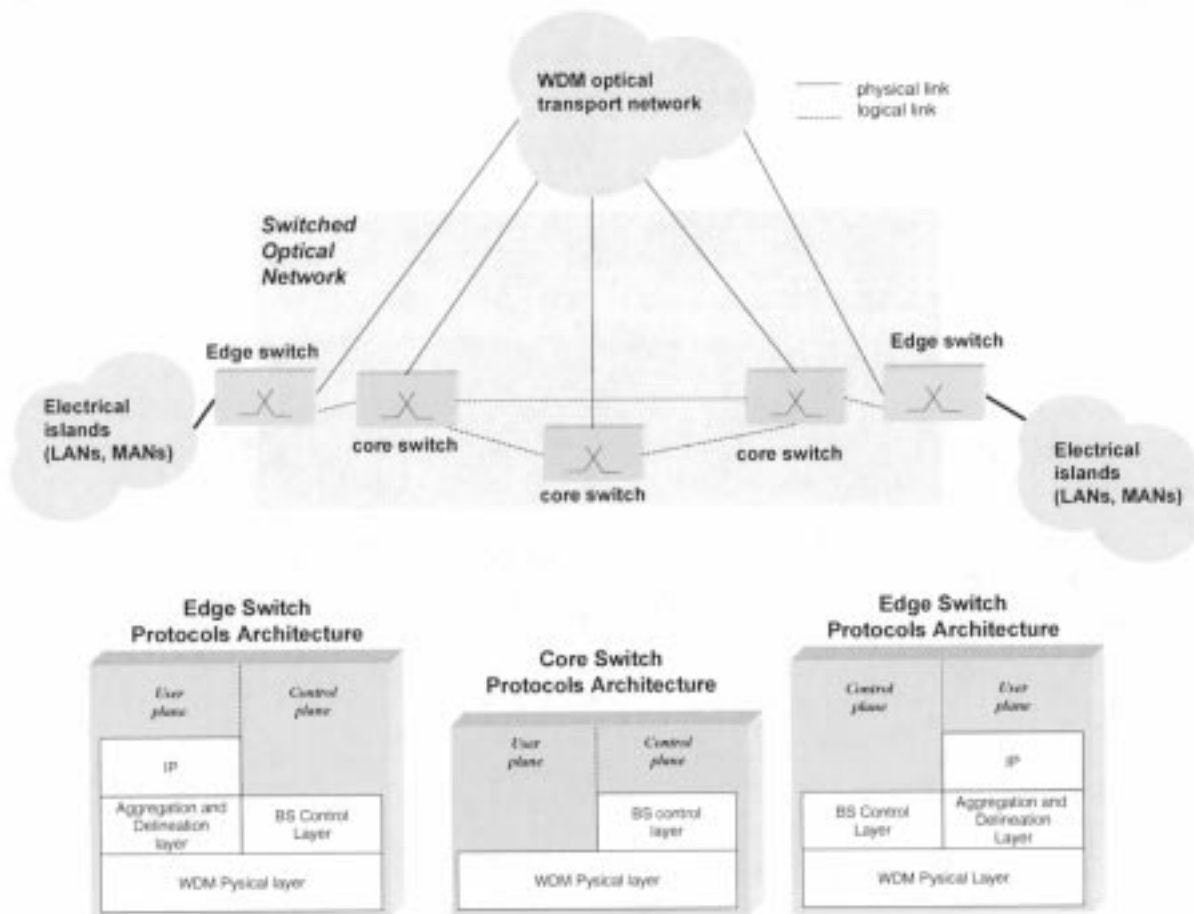 WDM optical
transport network
physical link
logical link
Switched
Optical
Network
Edge switch
Edge switch
Electrical
islands
(LANs, MANs)
core switch
core switch
core switch
Electrical
islands
(LANs, MANs)
Edge Switch
Protocols Architecture
User
plane
Control
plane
IP
Aggregation and
Delineation
layer
BS Control
Layer
WDM Pysical layer
Core Switch
Protocols Architecture
User
plane
Control
plane
BS control
layer
WDM Pysical layer
Edge Switch
Protocols Architecture
Control
plane
User
plane
IP
BS Control
Layer
Aggregation and
Delineation
Layer
WDM Pysical Layer